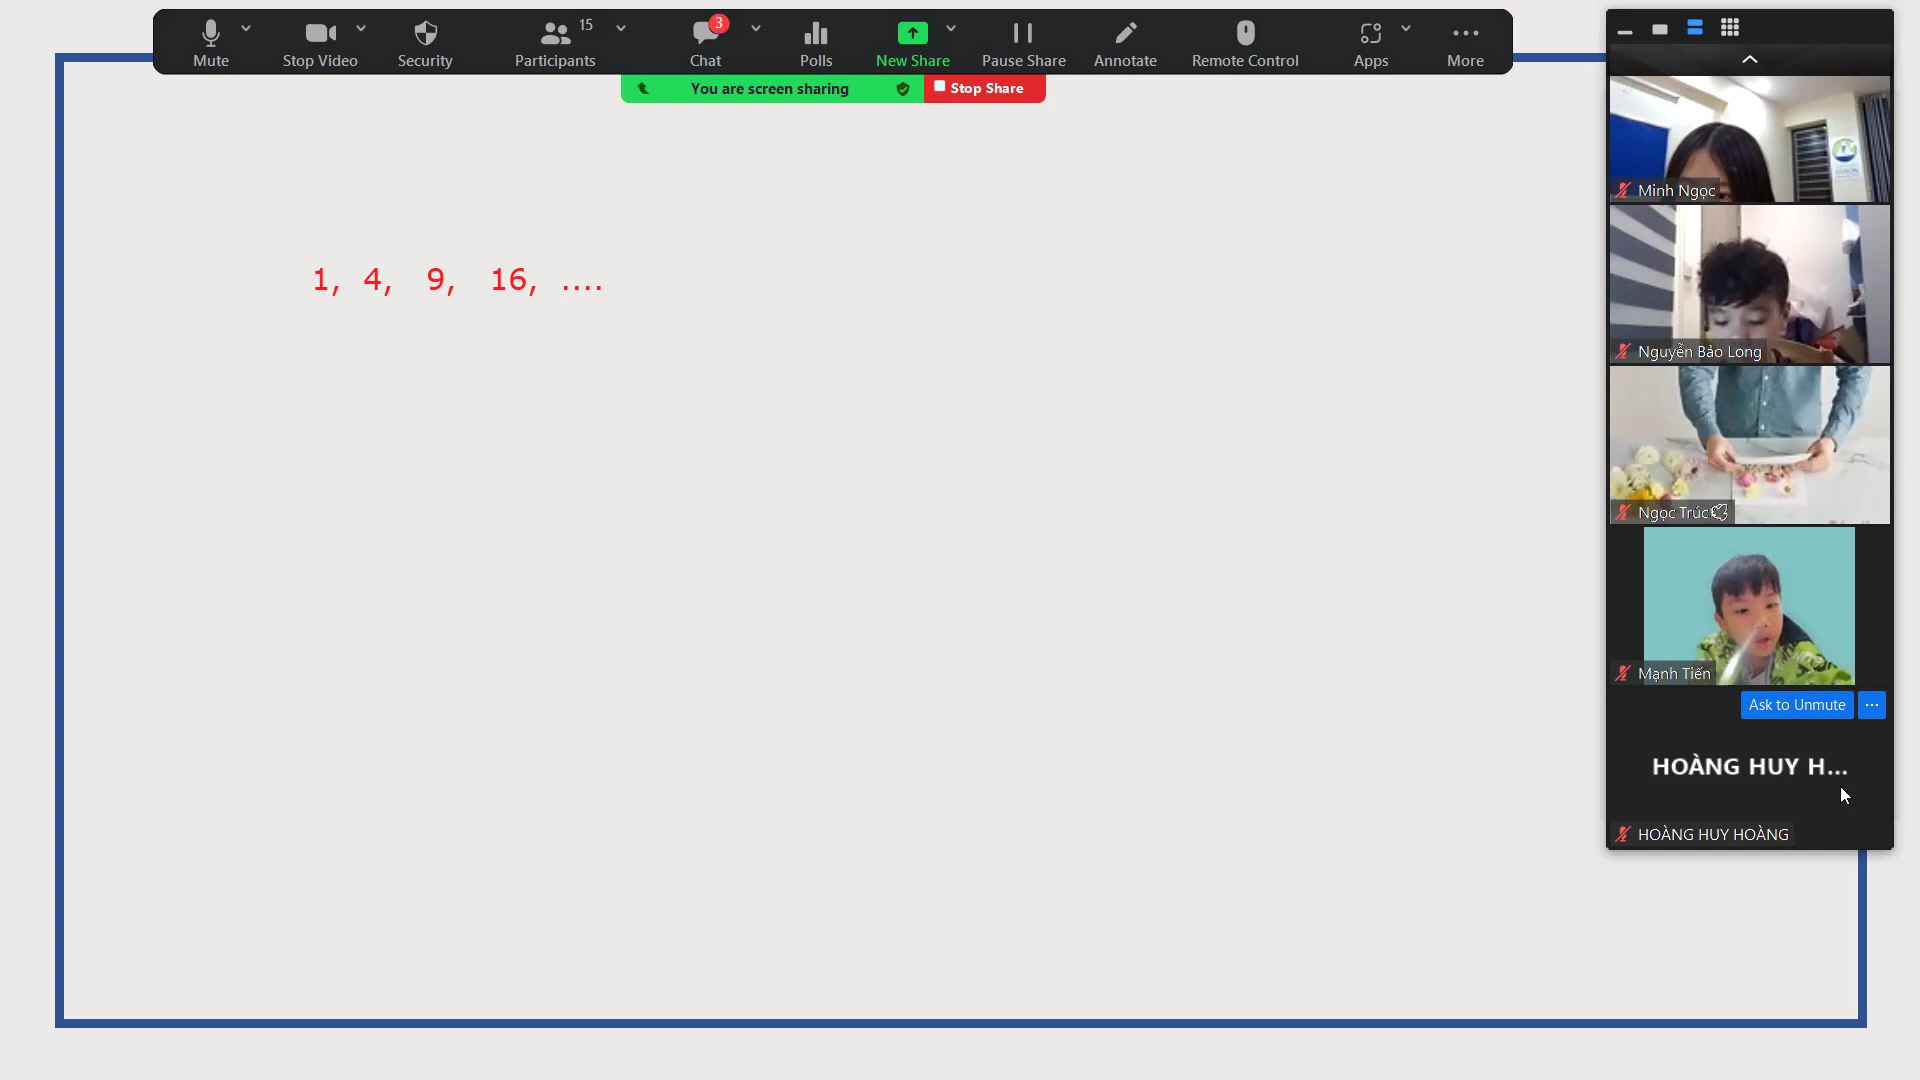 Mute
Stop Video
Security
Participants 15
Chat 3
Polls
New Share
Pause Share
Annotate
Remote Control
Apps
More
You are screen sharing
Stop Share
1, 4, 9, 16, ....
Minh Ngọc
Nguyễn Bảo Long
Ngọc Trúc
Mạnh Tiến
Ask to Unmute ...
HOÀNG HUY H...
HOÀNG HUY HOÀNG